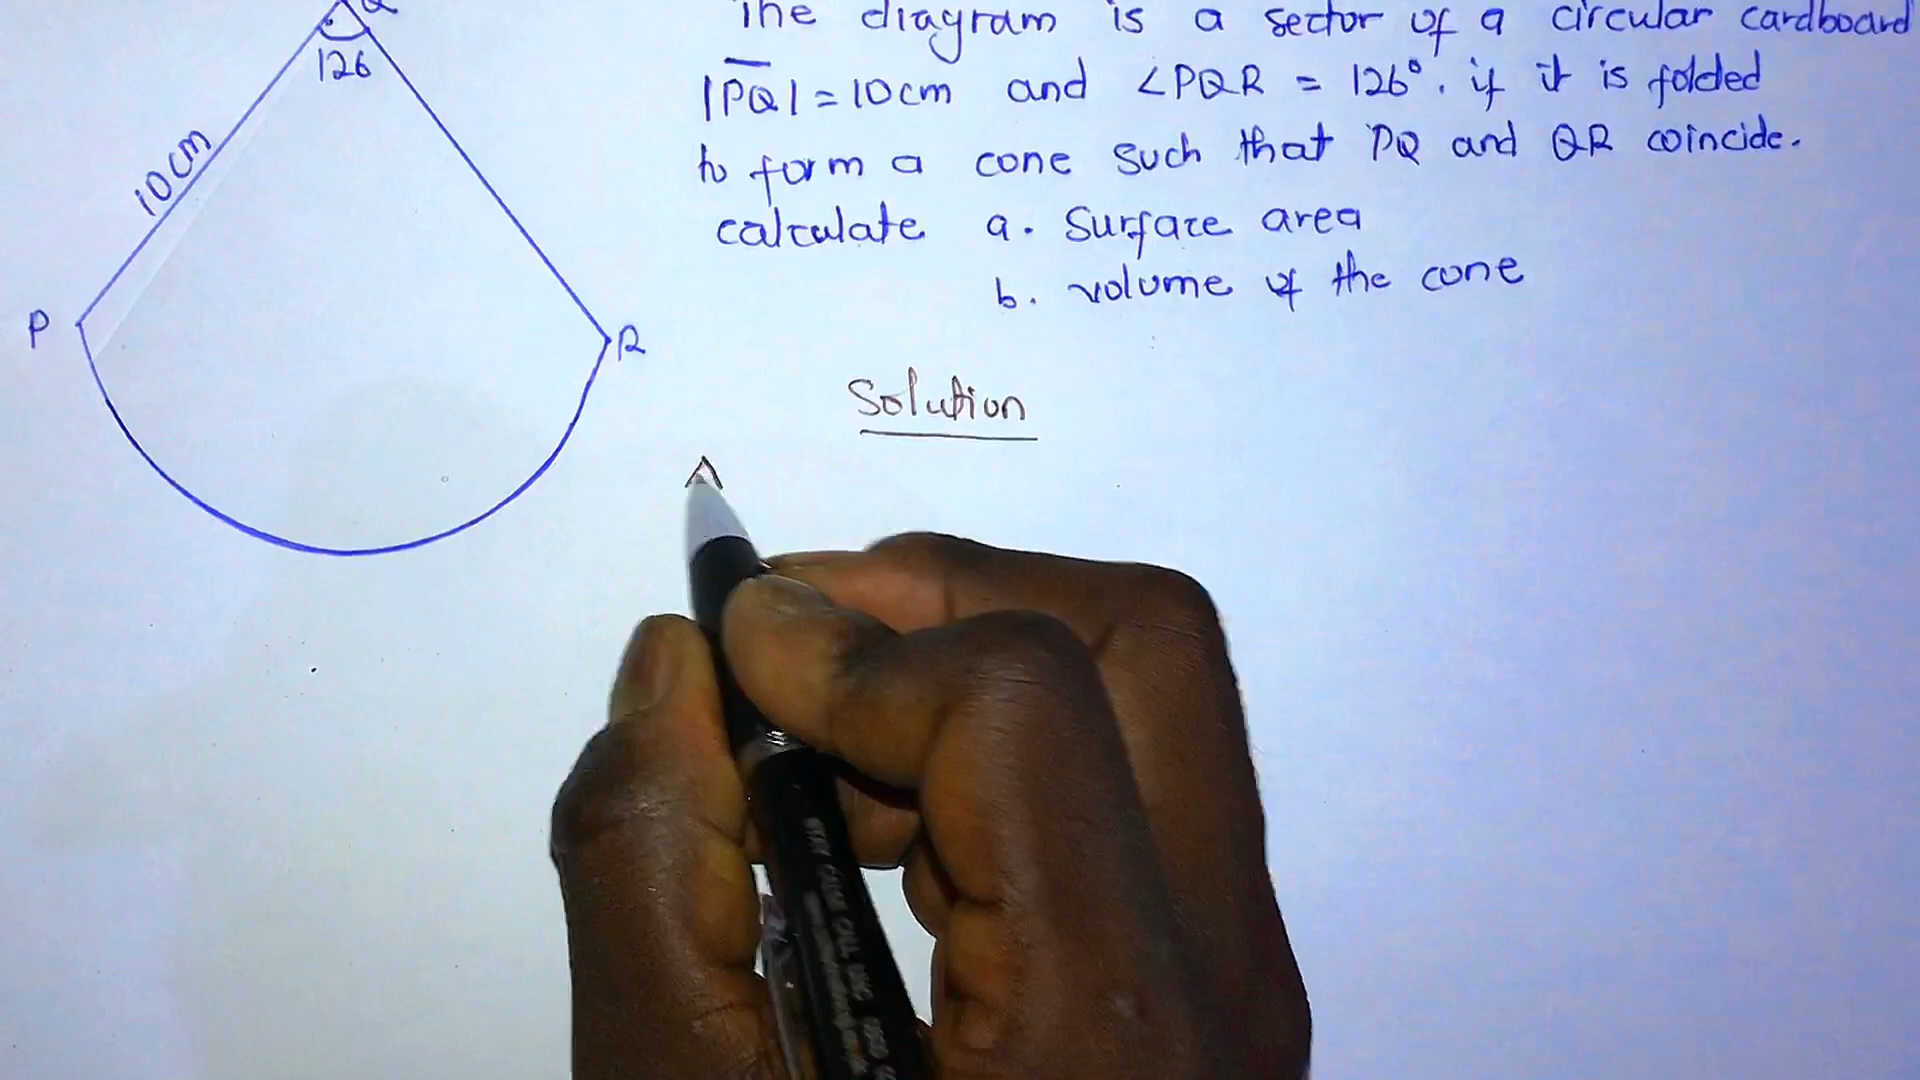 Q
126
10cm
P
R
The diagram is a sector of a circular cardboard
|PQ| = 10cm and ∠PQR = 126°. if it is folded
to form a cone such that PQ and QR coincide.
calculate a. Surface area
b. volume of the cone
Solution